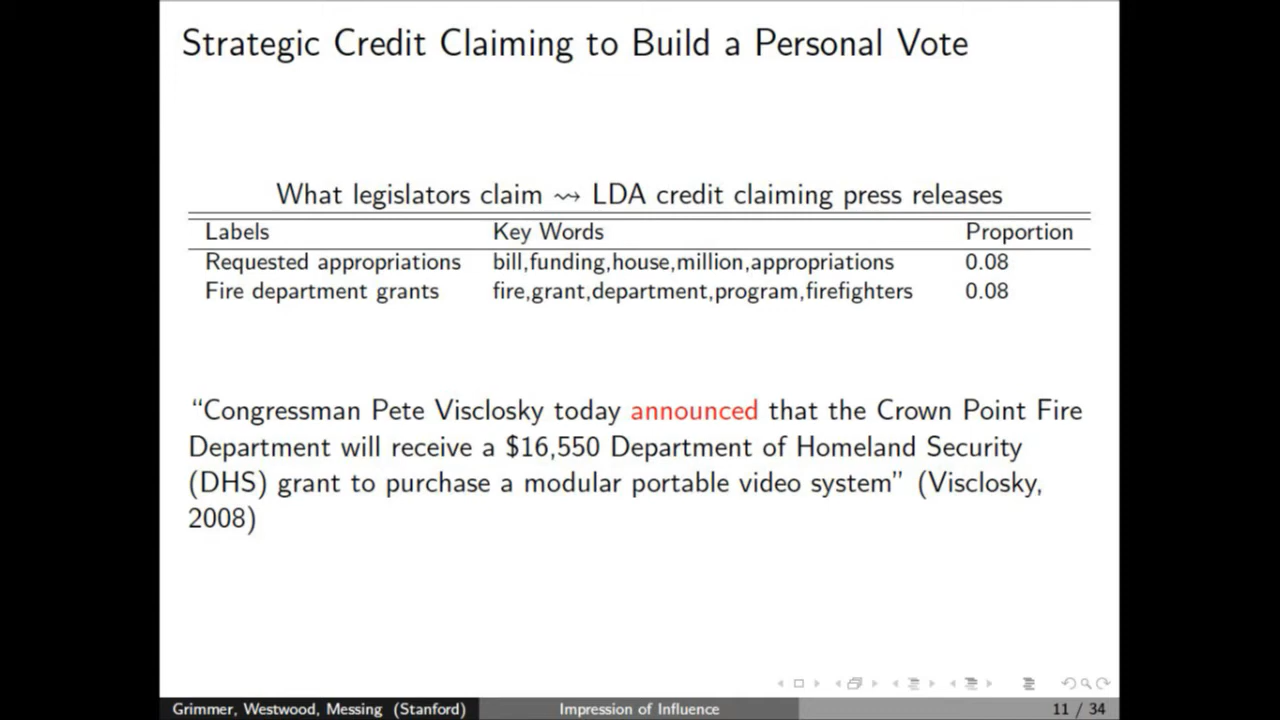 Strategic Credit Claiming to Build a Personal Vote
What legislators claim ⇝ LDA credit claiming press releases
Labels Key Words Proportion
Requested appropriations bill,funding,house,million,appropriations 0.08
Fire department grants fire,grant,department,program,firefighters 0.08
“Congressman Pete Visclosky today announced that the Crown Point Fire
Department will receive a $16,550 Department of Homeland Security
(DHS) grant to purchase a modular portable video system” (Visclosky,
2008)
Grimmer, Westwood, Messing (Stanford) Impression of Influence 11 / 34